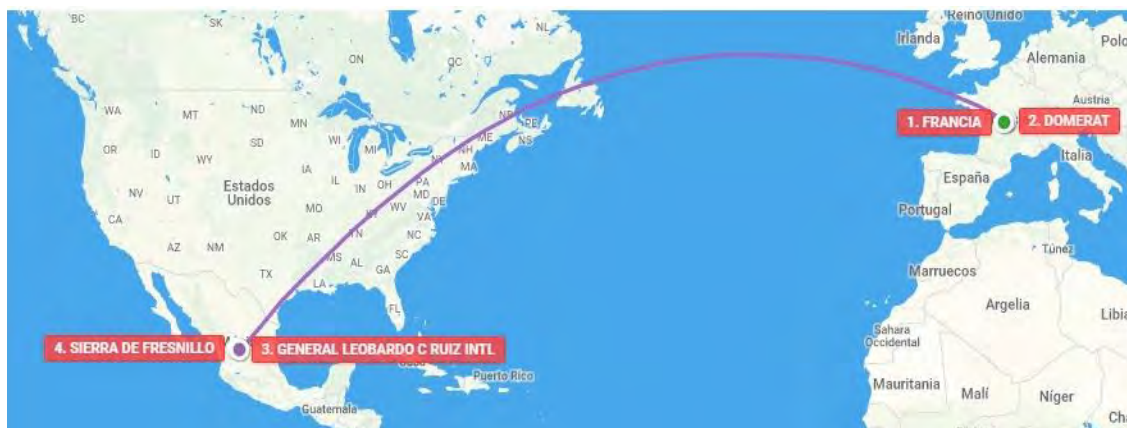 BC
SK
NL
Reino Unido
Irlanda
Polo
ON
QC
Alemania
WA
MT
ND
MN
NB
PE
Austria
1. FRANCIA
2. DOMERAT
OR
ID
SD
WI
ME
NS
WY
MI
NH
NY
MA
Italia
IA
España
NV
UT
Estados
Unidos
IL
IN
OH
PA
MD
DE
Portugal
CA
MO
KY
WV
VA
AZ
NM
OK
AR
TN
NC
Túnez
MS
AL
GA
SC
Marruecos
TX
LA
Argelia
Libia
FL
Sahara
Occidental
4. SIERRA DE FRESNILLO
3. GENERAL LEOBARDO C RUIZ INTL
Cuba
Puerto Rico
Mauritania
Malí
Níger
Guatemala
Cha